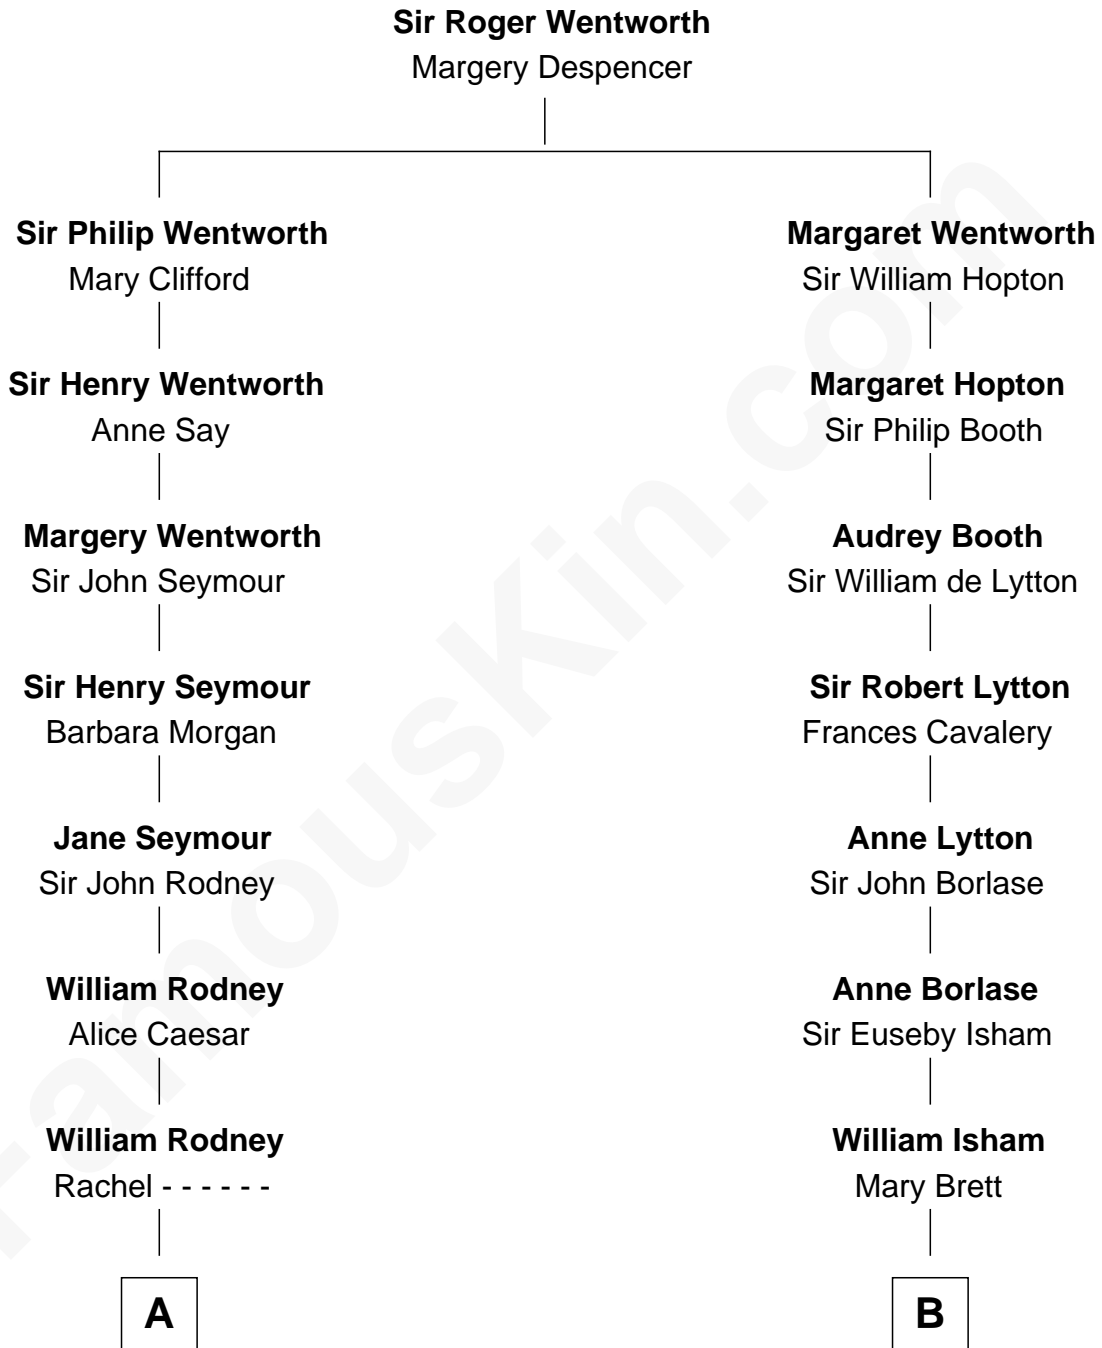 Sir Roger Wentworth
Margery Despencer
Sir Philip Wentworth
Mary Clifford
Margaret Wentworth
Sir William Hopton
Sir Henry Wentworth
Anne Say
Margaret Hopton
Sir Philip Booth
Margery Wentworth
Sir John Seymour
Audrey Booth
Sir William de Lytton
Sir Henry Seymour
Barbara Morgan
Sir Robert Lytton
Frances Cavalery
Jane Seymour
Sir John Rodney
Anne Lytton
Sir John Borlase
William Rodney
Alice Caesar
Anne Borlase
Sir Euseby Isham
William Rodney
Rachel - - - - - -
William Isham
Mary Brett
A
B
FamousKin.com